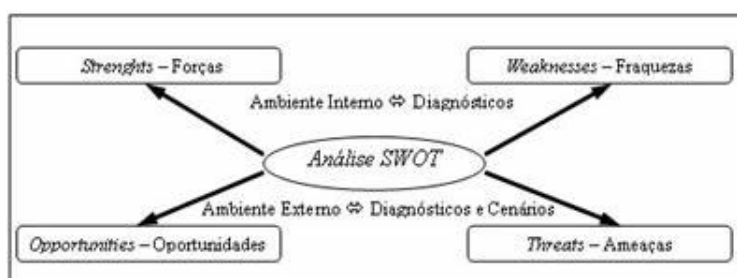 Strenghts – Forças
Weaknesses – Fraquezas
Ambiente Interno ⇔ Diagnósticos
Análise SWOT
Ambiente Externo ⇔ Diagnósticos e Cenários
Opportunities – Oportunidades
Threats – Ameaças